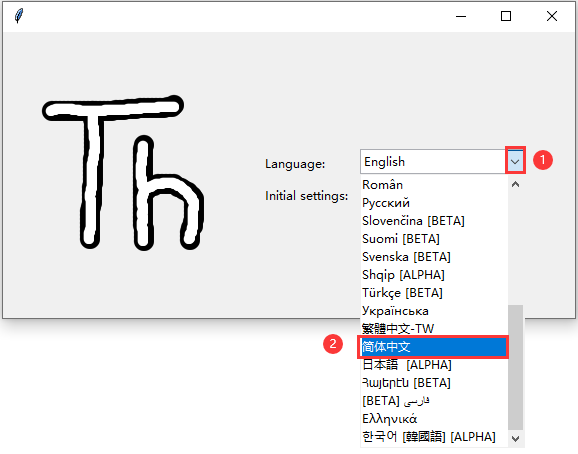 Th
Language:
English
1
Initial settings:
Român
Русский
Slovenčina [BETA]
Suomi [BETA]
Svenska [BETA]
Shqip [ALPHA]
Türkçe [BETA]
Українська
繁體中文-TW
2
简体中文
日本語 [ALPHA]
Հայերէն [BETA]
[BETA] فارسی
Ελληνικά
한국어 [韓國語] [ALPHA]